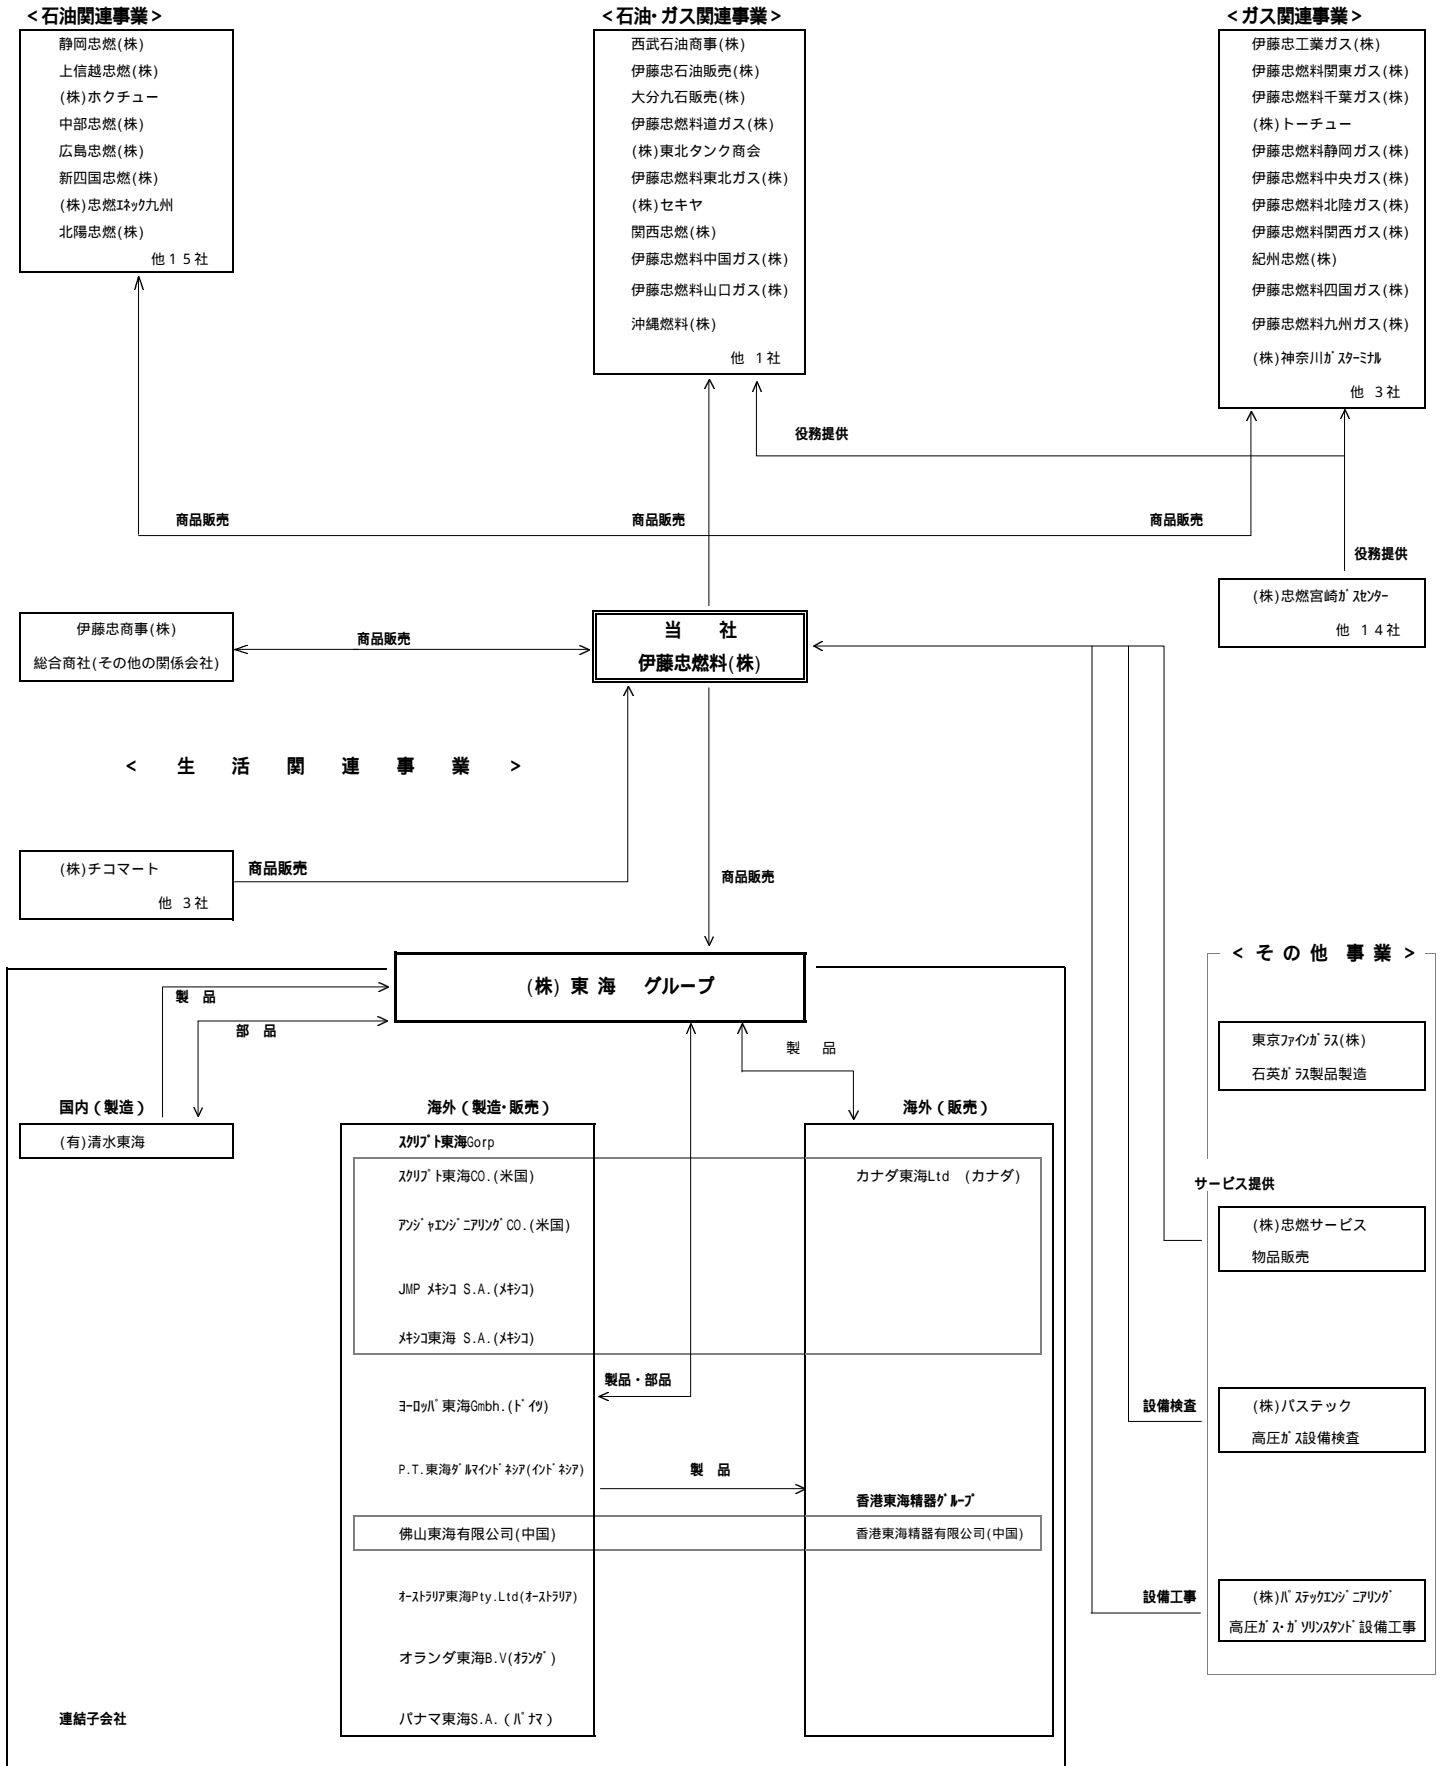 <石油関連事業>
静岡忠燃(株)
上信越忠燃(株)
(株)ホクチュー
中部忠燃(株)
広島忠燃(株)
新四国忠燃(株)
(株)忠燃ｴﾈｯｸ九州
北陽忠燃(株)
他15社
<石油・ガス関連事業>
西武石油商事(株)
伊藤忠石油販売(株)
大分九石販売(株)
伊藤忠燃料道ガス(株)
(株)東北タンク商会
伊藤忠燃料東北ガス(株)
(株)セキヤ
関西忠燃(株)
伊藤忠燃料中国ガス(株)
伊藤忠燃料山口ガス(株)
沖縄燃料(株)
他 1社
<ガス関連事業>
伊藤忠工業ガス(株)
伊藤忠燃料関東ガス(株)
伊藤忠燃料千葉ガス(株)
(株)トーチュー
伊藤忠燃料静岡ガス(株)
伊藤忠燃料中央ガス(株)
伊藤忠燃料北陸ガス(株)
伊藤忠燃料関西ガス(株)
紀州忠燃(株)
伊藤忠燃料四国ガス(株)
伊藤忠燃料九州ガス(株)
(株)神奈川ｶﾞｽﾀｰﾐﾅﾙ
他 3社
役務提供
商品販売
商品販売
商品販売
役務提供
(株)忠燃宮崎ｶﾞｽｾﾝﾀｰ
他 14社
伊藤忠商事(株)
総合商社(その他の関係会社)
商品販売
当 社
伊藤忠燃料(株)
< 生 活 関 連 事 業 >
(株)チコマート
他 3社
商品販売
商品販売
(株) 東 海 グループ
製 品
部 品
製 品
国内（製造）
(有)清水東海
海外（製造・販売）
ｽｸﾘﾌﾟﾄ東海Gorp
ｽｸﾘﾌﾟﾄ東海CO.(米国)
ｱﾝｼﾞｬｴﾝｼﾞﾆｱﾘﾝｸﾞCO.(米国)
JMP ﾒｷｼｺ S.A.(ﾒｷｼｺ)
ﾒｷｼｺ東海 S.A.(ﾒｷｼｺ)
ﾖｰﾛｯﾊﾟ東海Gmbh.(ﾄﾞｲﾂ)
P.T.東海ﾀﾞﾙﾏｲﾝﾄﾞﾈｼｱ(ｲﾝﾄﾞﾈｼｱ)
佛山東海有限公司(中国)
ｵｰｽﾄﾗﾘｱ東海Pty.Ltd(ｵｰｽﾄﾗﾘｱ)
オランダ東海B.V(ｵﾗﾝﾀﾞ)
パナマ東海S.A.（ﾊﾟﾅﾏ）
製品・部品
製 品
海外（販売）
カナダ東海Ltd (カナダ)
香港東海精器ｸﾞﾙｰﾌﾟ
香港東海精器有限公司(中国)
連結子会社
< そ の 他 事 業 >
東京ﾌｧｲﾝｶﾞﾗｽ(株)
石英ｶﾞﾗｽ製品製造
サービス提供
(株)忠燃サービス
物品販売
設備検査
(株)パステック
高圧ｶﾞｽ設備検査
設備工事
(株)ﾊﾟｽﾃｯｸｴﾝｼﾞﾆｱﾘﾝｸﾞ
高圧ｶﾞｽ・ｶﾞｿﾘﾝｽﾀﾝﾄﾞ設備工事